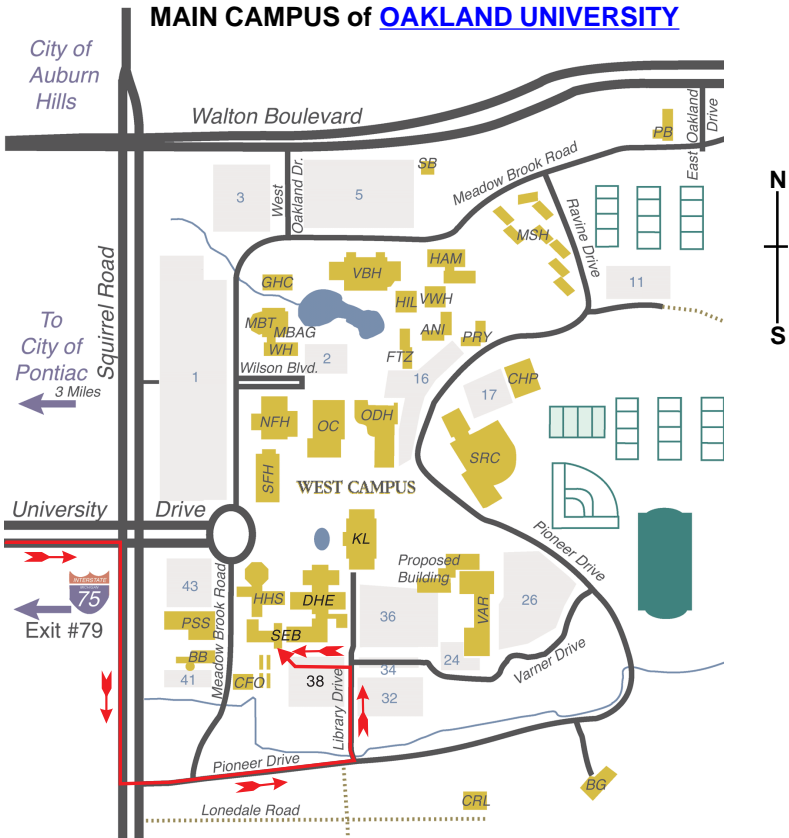 MAIN CAMPUS of OAKLAND UNIVERSITY
City of
Auburn
Hills
Walton Boulevard
East Oakland
Drive
PB
SB
Meadow Brook Road
N
S
3
West
Oakland Dr.
5
MSH
Ravine Drive
11
Squirrel Road
GHC
VBH
HAM
HIL
VWH
MBT
MBAG
WH
ANI
PRY
FTZ
2
To
City of
Pontiac
3 Miles
1
Wilson Blvd.
16
17
CHP
NFH
OC
ODH
SRC
SFH
WEST CAMPUS
University
Drive
KL
Pioneer Drive
Proposed
Building
INTERSTATE
75
Exit #79
43
Meadow Brook Road
HHS
DHE
36
VAR
26
PSS
SEB
BB
41
CFO
38
Library Drive
34
32
24
Varner Drive
Pioneer Drive
BG
CRL
Lonedale Road